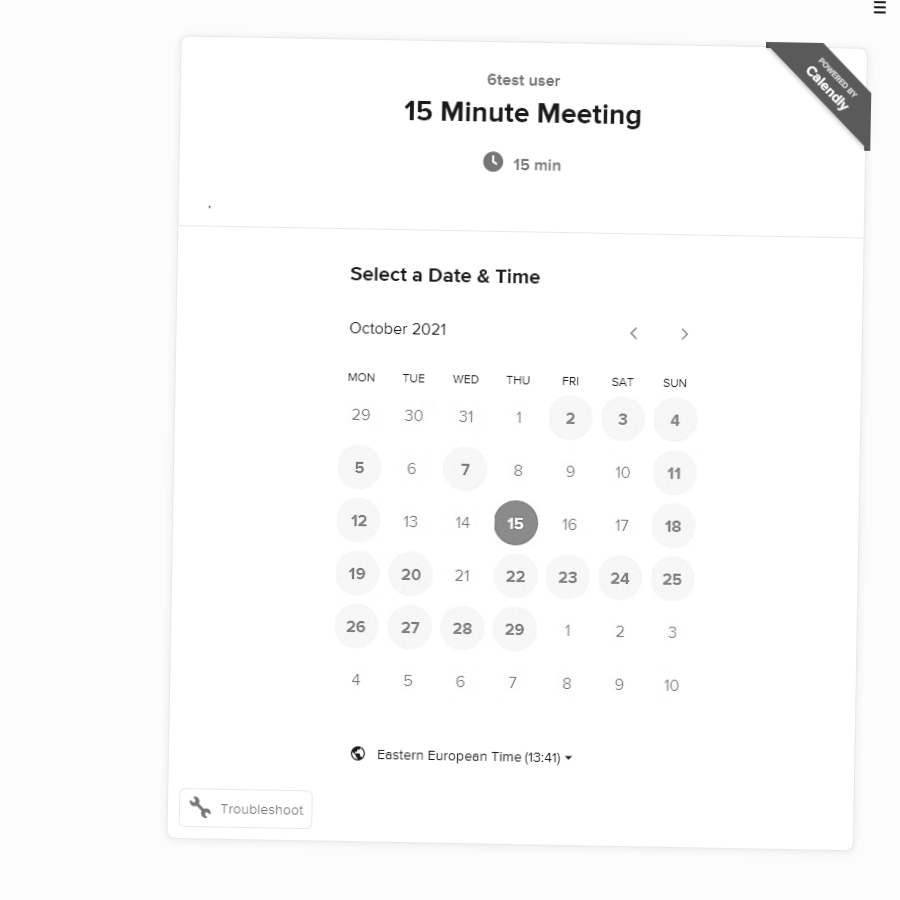 POWERED BY
Calendly
6test user
15 Minute Meeting
15 min
.
Select a Date & Time
October 2021
MON TUE WED THU FRI SAT SUN
29 30 31 1 2 3 4
5 6 7 8 9 10 11
12 13 14 15 16 17 18
19 20 21 22 23 24 25
26 27 28 29 1 2 3
4 5 6 7 8 9 10
Eastern European Time (13:41)
Troubleshoot